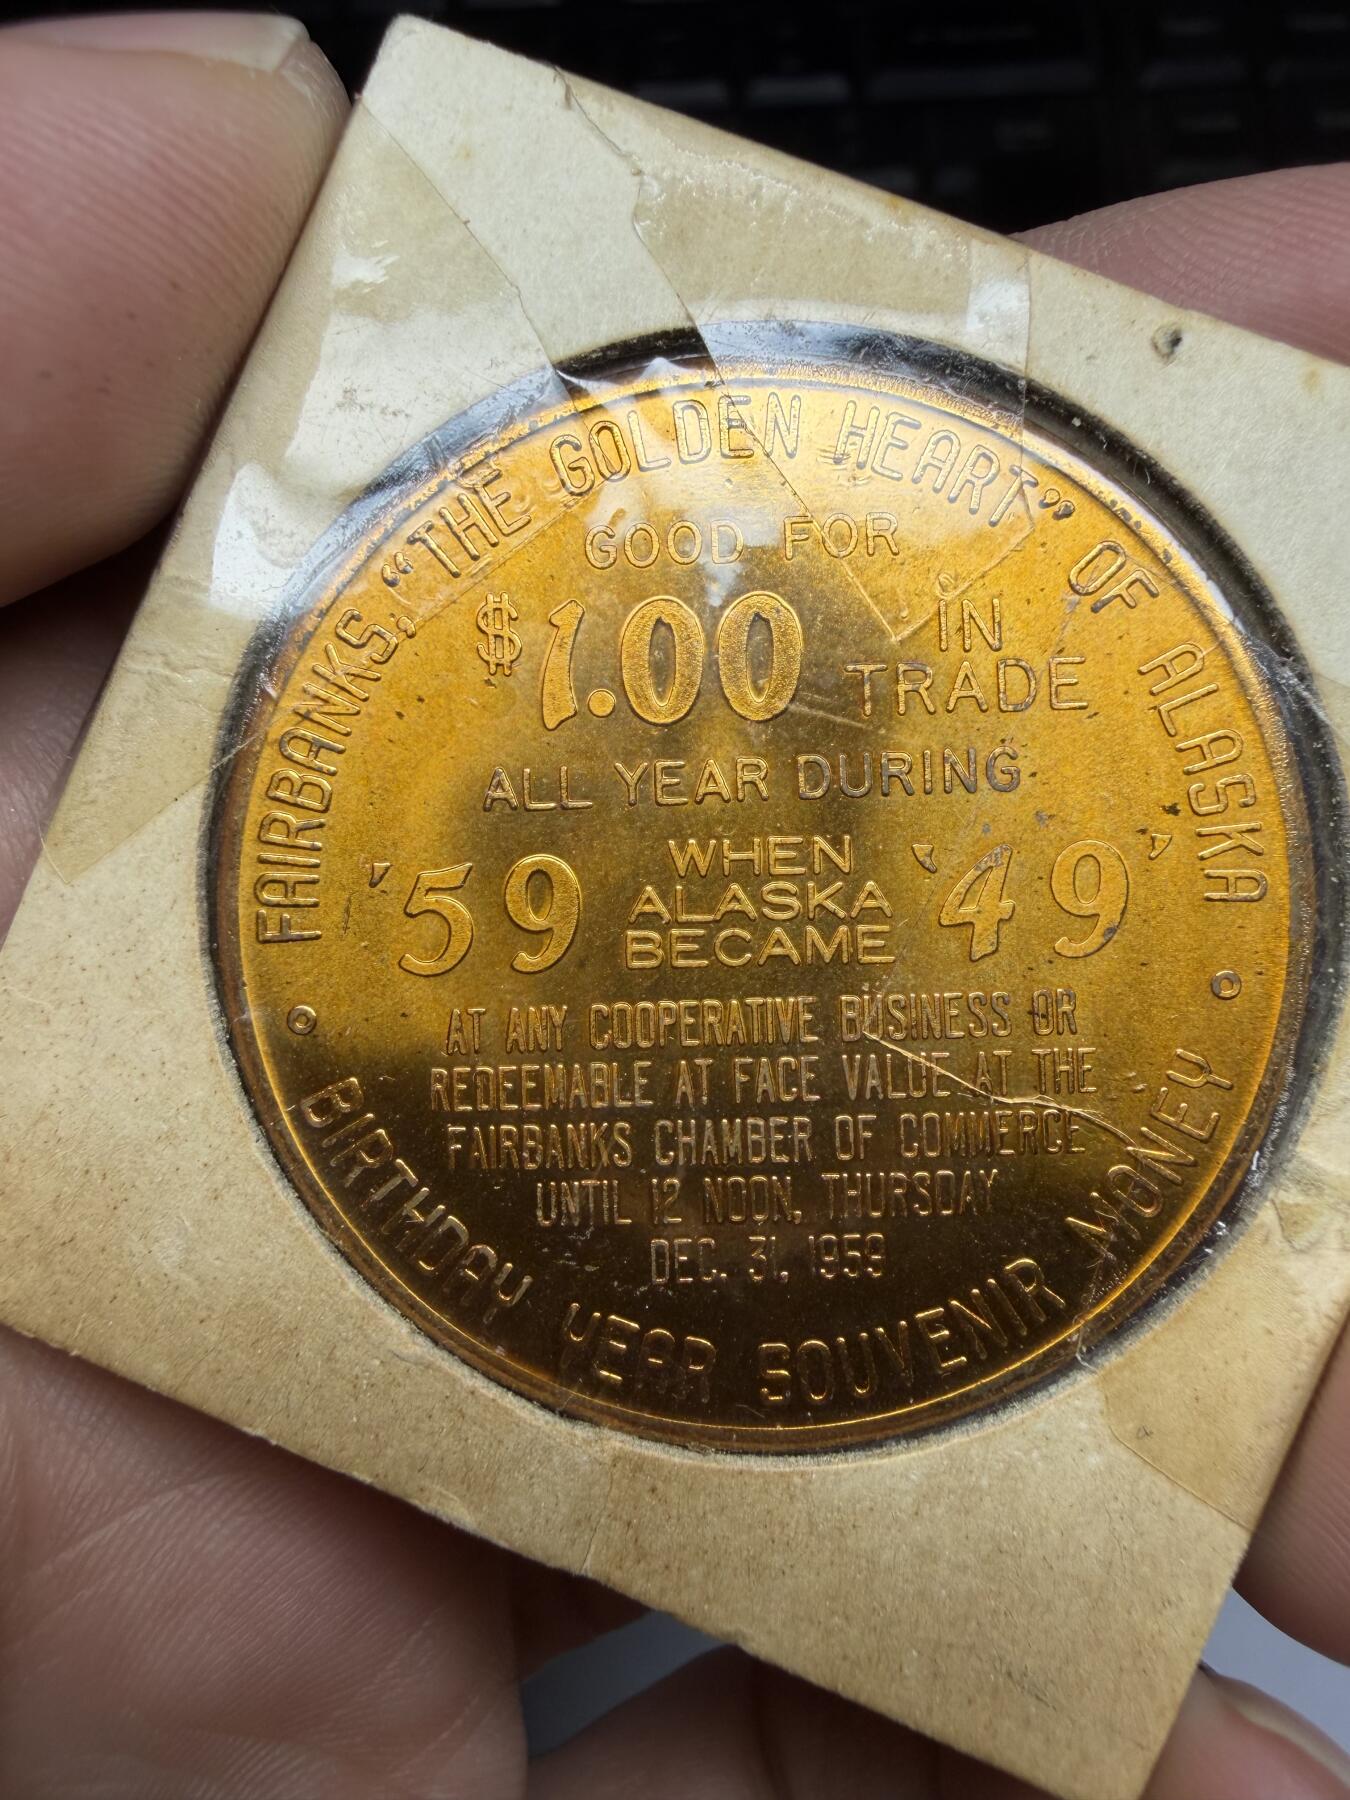 FAIRBANKS, "THE GOLDEN HEART" OF ALASKA
GOOD FOR
$1.00 IN TRADE
ALL YEAR DURING
'59 WHEN ALASKA BECAME '49'
AT ANY COOPERATIVE BUSINESS OR
REDEEMABLE AT FACE VALUE AT THE
FAIRBANKS CHAMBER OF COMMERCE
UNTIL 12 NOON, THURSDAY
DEC. 31, 1959
BIRTHDAY YEAR SOUVENIR MONEY